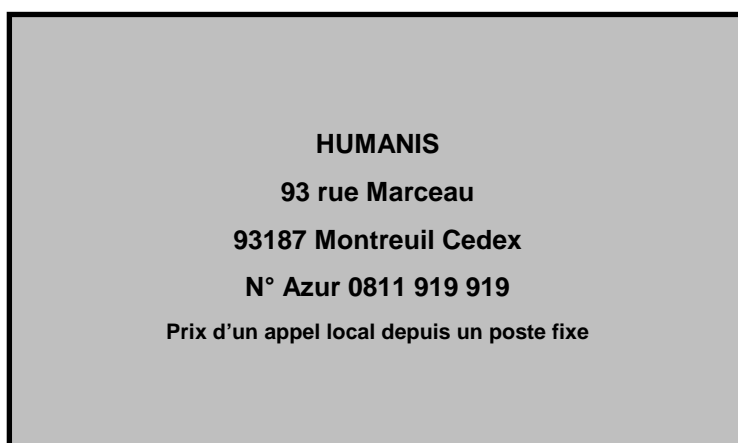 HUMANIS
93 rue Marceau
93187 Montreuil Cedex
N° Azur 0811 919 919
Prix d’un appel local depuis un poste fixe